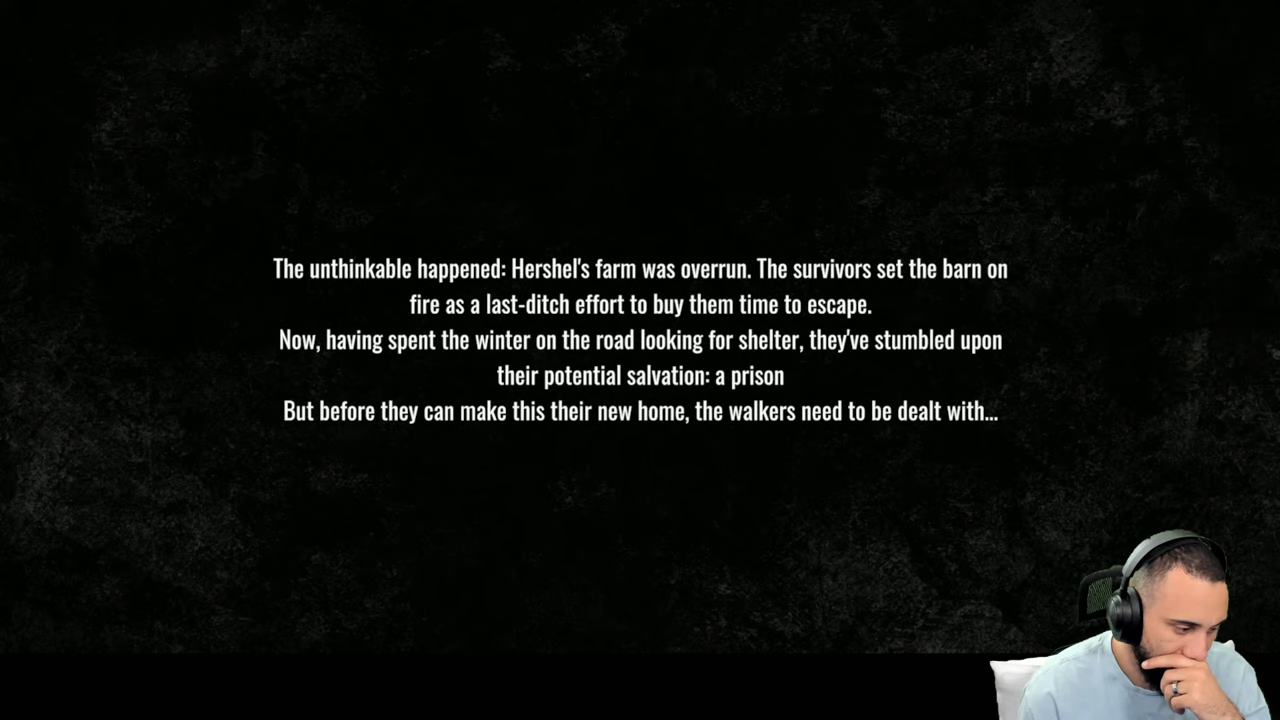 The unthinkable happened: Hershel's farm was overrun. The survivors set the barn on
fire as a last-ditch effort to buy them time to escape.
Now, having spent the winter on the road looking for shelter, they've stumbled upon
their potential salvation: a prison
But before they can make this their new home, the walkers need to be dealt with...